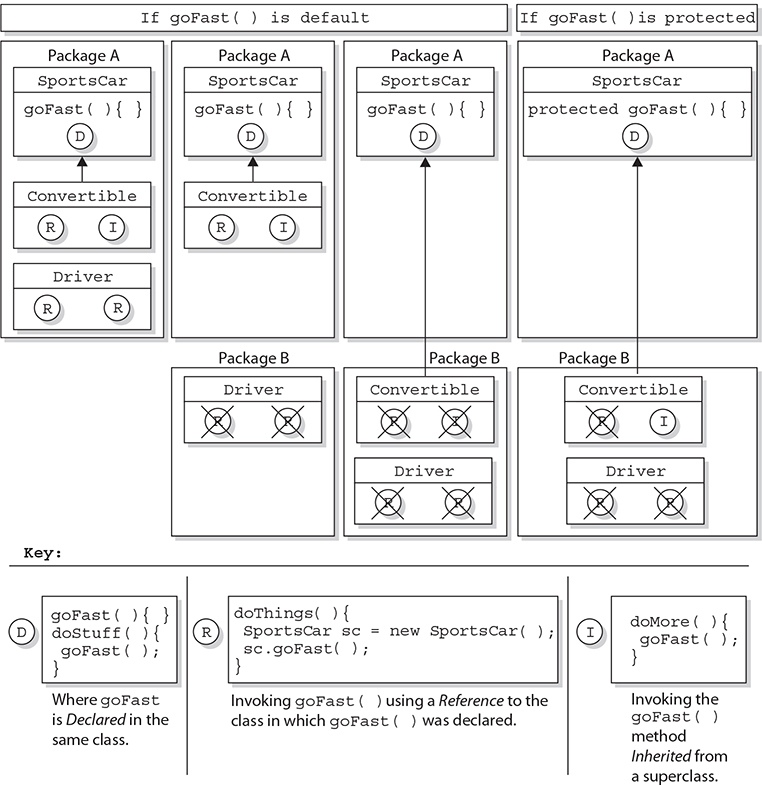 If goFast( ) is default
If goFast( )is protected
Package A
SportsCar
goFast( ){ }
D
Convertible
R I
Driver
R R
Package A
SportsCar
goFast( ){ }
D
Convertible
R I
Package B
Driver
R R
Package A
SportsCar
goFast( ){ }
D
Package B
Convertible
R I
Driver
R R
Package A
SportsCar
protected goFast( ){ }
D
Package B
Convertible
R I
Driver
R R
Key:
D
goFast( ){ }
doStuff( ){
goFast( );
}
Where goFast
is Declared in the
same class.
R
doThings( ){
SportsCar sc = new SportsCar( );
sc.goFast( );
}
Invoking goFast( ) using a Reference to the
class in which goFast( ) was declared.
I
doMore( ){
goFast( );
}
Invoking the
goFast( )
method
Inherited from
a superclass.